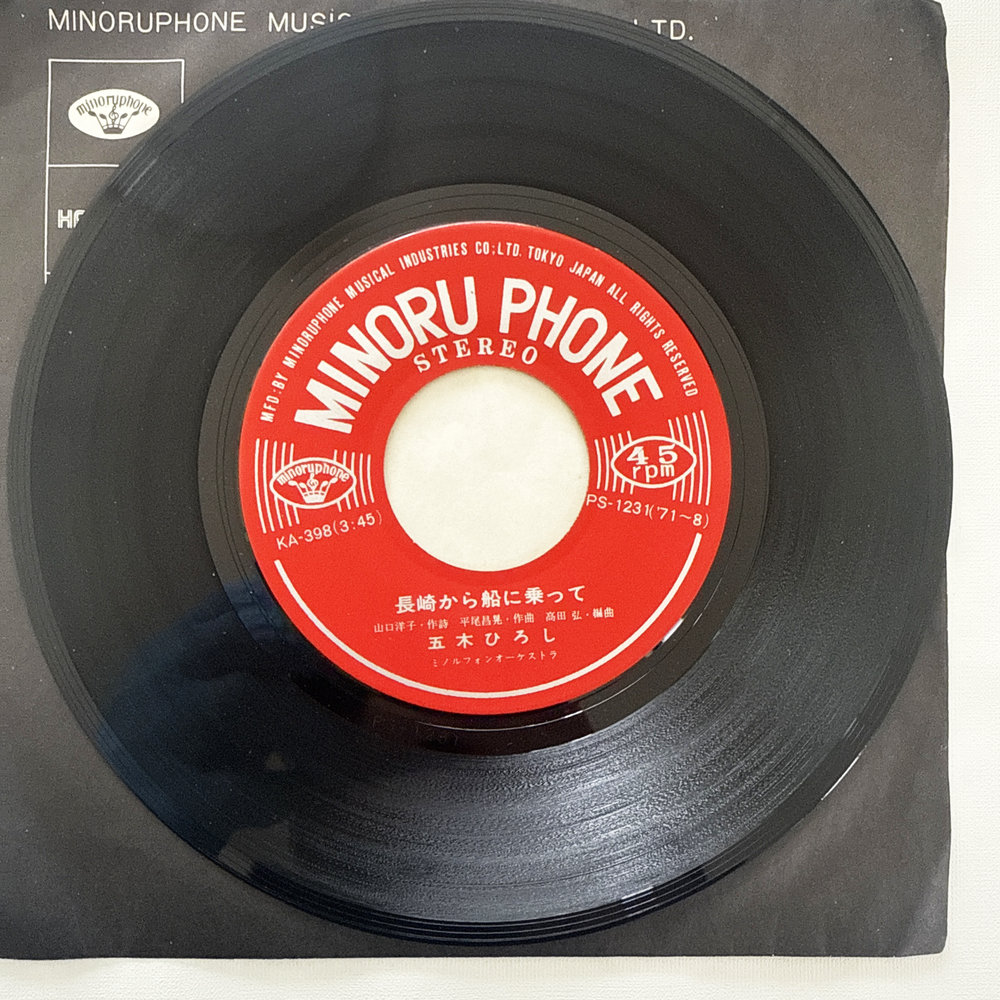 MINORUPHONE MUSIC
LTD.
minoruphone
MFD:BY MINORUPHONE MUSICAL INDUSTRIES CO;LTD. TOKYO JAPAN ALL RIGHTS RESERVED
MINORU PHONE
STEREO
minoruphone
45
rpm
KA-398(3:45)
PS-1231('71~8)
長崎から船に乗って
山口洋子・作詩 平尾昌晃・作曲 高田 弘・編曲
五木ひろし
ミノルフォンオーケストラ